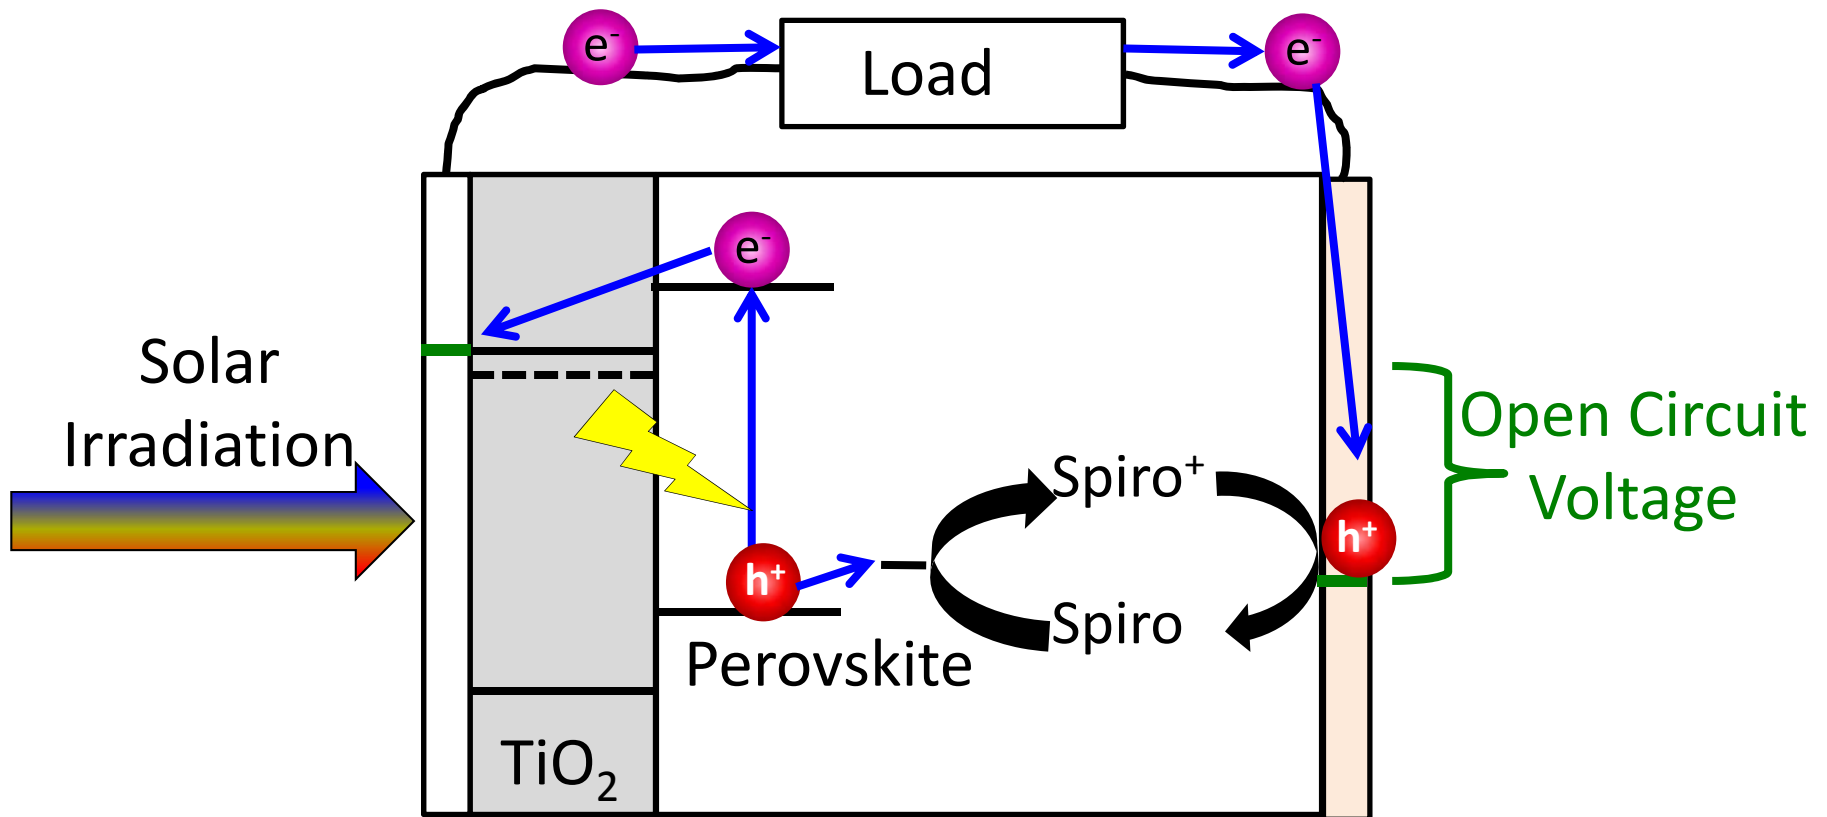 e⁻
Load
e⁻
e⁻
Solar
Irradiation
Open Circuit
Voltage
Spiro⁺
h⁺
h⁺
Spiro
Perovskite
TiO₂